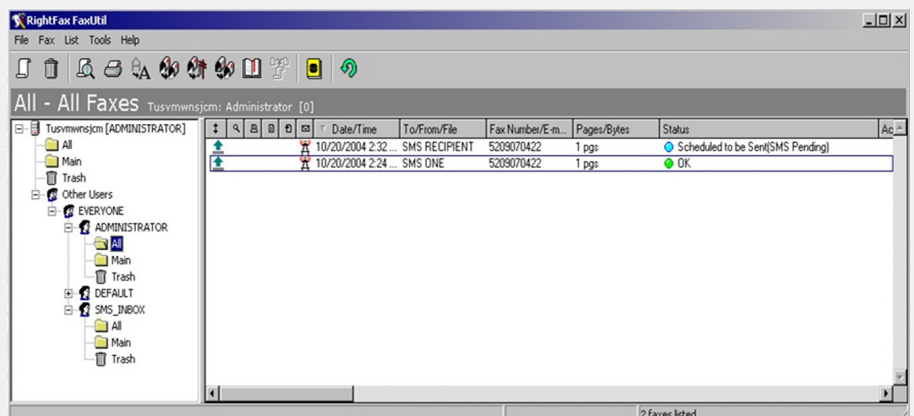 RightFax FaxUtil
File Fax List Tools Help
All - All Faxes Tusvmwnsjcm: Administrator [0]
Tusvmwnsjcm [ADMINISTRATOR]
All
Main
Trash
Other Users
EVERYONE
ADMINISTRATOR
All
Main
Trash
DEFAULT
SMS_INBOX
All
Main
Trash
Date/Time To/From/File Fax Number/E-m... Pages/Bytes Status Ac
10/20/2004 2:32 ... SMS RECIPIENT 5209070422 1 pgs Scheduled to be Sent(SMS Pending)
10/20/2004 2:24 ... SMS ONE 5209070422 1 pgs OK
2 faxes listed